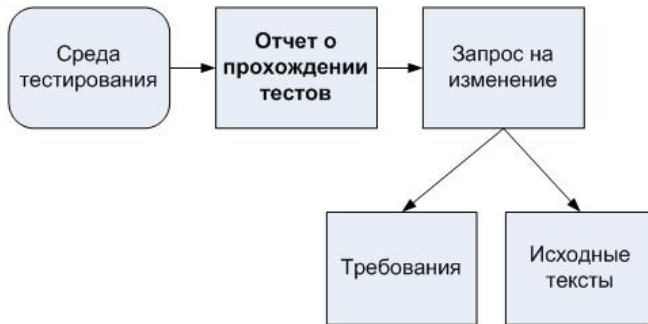 Среда
тестирования
Отчет о
прохождении
тестов
Запрос на
изменение
Требования
Исходные
тексты